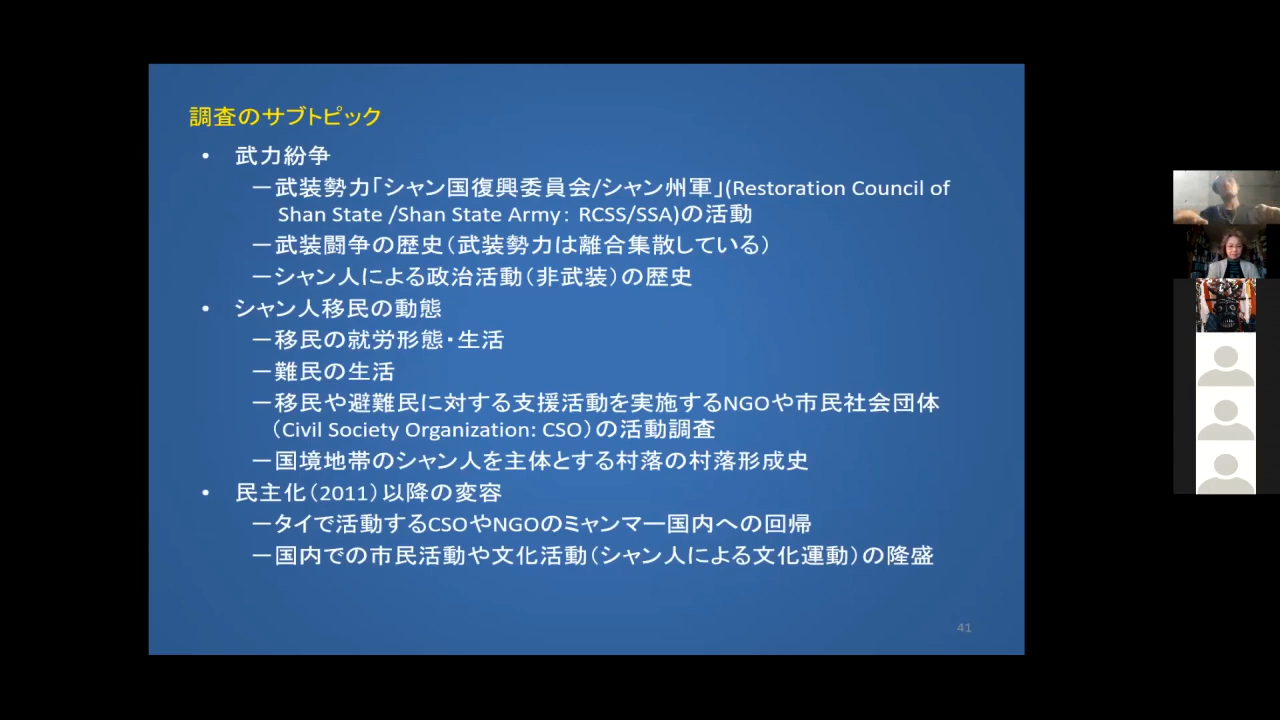 調査のサブトピック
• 武力紛争
－武装勢力「シャン国復興委員会/シャン州軍」(Restoration Council of
Shan State /Shan State Army： RCSS/SSA)の活動
－武装闘争の歴史（武装勢力は離合集散している）
－シャン人による政治活動（非武装）の歴史
• シャン人移民の動態
－移民の就労形態・生活
－難民の生活
－移民や避難民に対する支援活動を実施するNGOや市民社会団体
（Civil Society Organization: CSO）の活動調査
－国境地帯のシャン人を主体とする村落の村落形成史
• 民主化（2011）以降の変容
－タイで活動するCSOやNGOのミャンマー国内への回帰
－国内での市民活動や文化活動（シャン人による文化運動）の隆盛
41